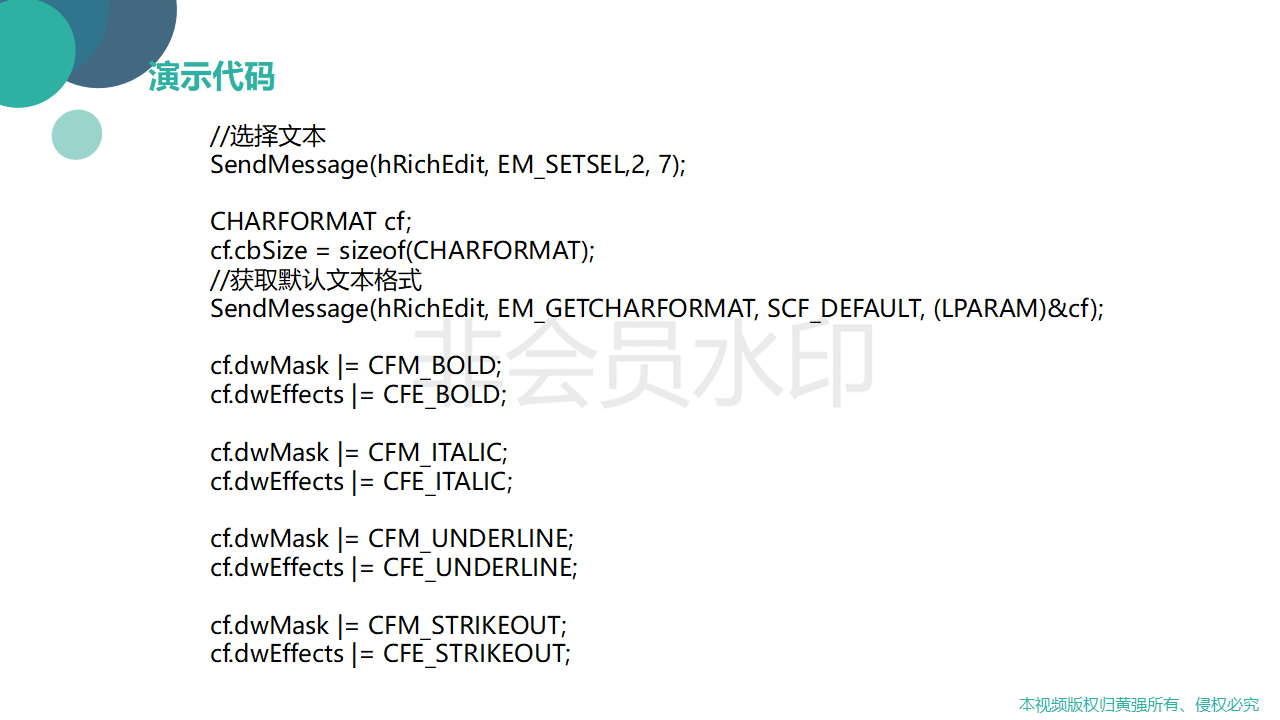 演示代码
//选择文本
SendMessage(hRichEdit, EM_SETSEL,2, 7);
CHARFORMAT cf;
cf.cbSize = sizeof(CHARFORMAT);
//获取默认文本格式
SendMessage(hRichEdit, EM_GETCHARFORMAT, SCF_DEFAULT, (LPARAM)&cf);
非会员水印
cf.dwMask |= CFM_BOLD;
cf.dwEffects |= CFE_BOLD;
cf.dwMask |= CFM_ITALIC;
cf.dwEffects |= CFE_ITALIC;
cf.dwMask |= CFM_UNDERLINE;
cf.dwEffects |= CFE_UNDERLINE;
cf.dwMask |= CFM_STRIKEOUT;
cf.dwEffects |= CFE_STRIKEOUT;
本视频版权归黄强所有、侵权必究